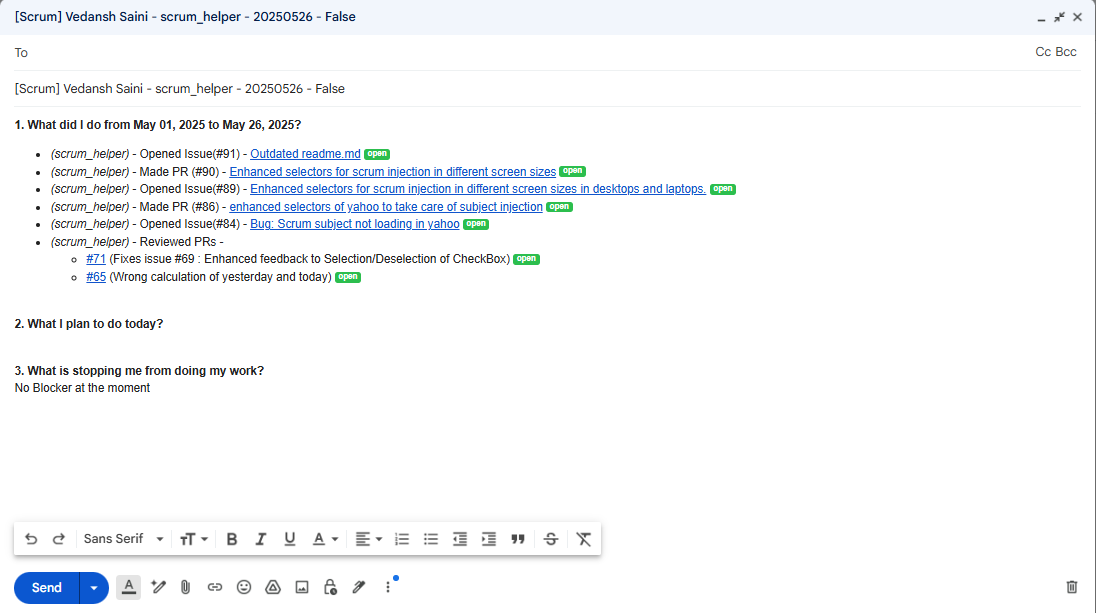 [Scrum] Vedansh Saini - scrum_helper - 20250526 - False
To
Cc Bcc
[Scrum] Vedansh Saini - scrum_helper - 20250526 - False
1. What did I do from May 01, 2025 to May 26, 2025?
(scrum_helper) - Opened Issue(#91) - Outdated readme.md open
(scrum_helper) - Made PR (#90) - Enhanced selectors for scrum injection in different screen sizes open
(scrum_helper) - Opened Issue(#89) - Enhanced selectors for scrum injection in different screen sizes in desktops and laptops. open
(scrum_helper) - Made PR (#86) - enhanced selectors of yahoo to take care of subject injection open
(scrum_helper) - Opened Issue(#84) - Bug: Scrum subject not loading in yahoo open
(scrum_helper) - Reviewed PRs -
#71 (Fixes issue #69 : Enhanced feedback to Selection/Deselection of CheckBox) open
#65 (Wrong calculation of yesterday and today) open
2. What I plan to do today?
3. What is stopping me from doing my work?
No Blocker at the moment
Sans Serif
Send